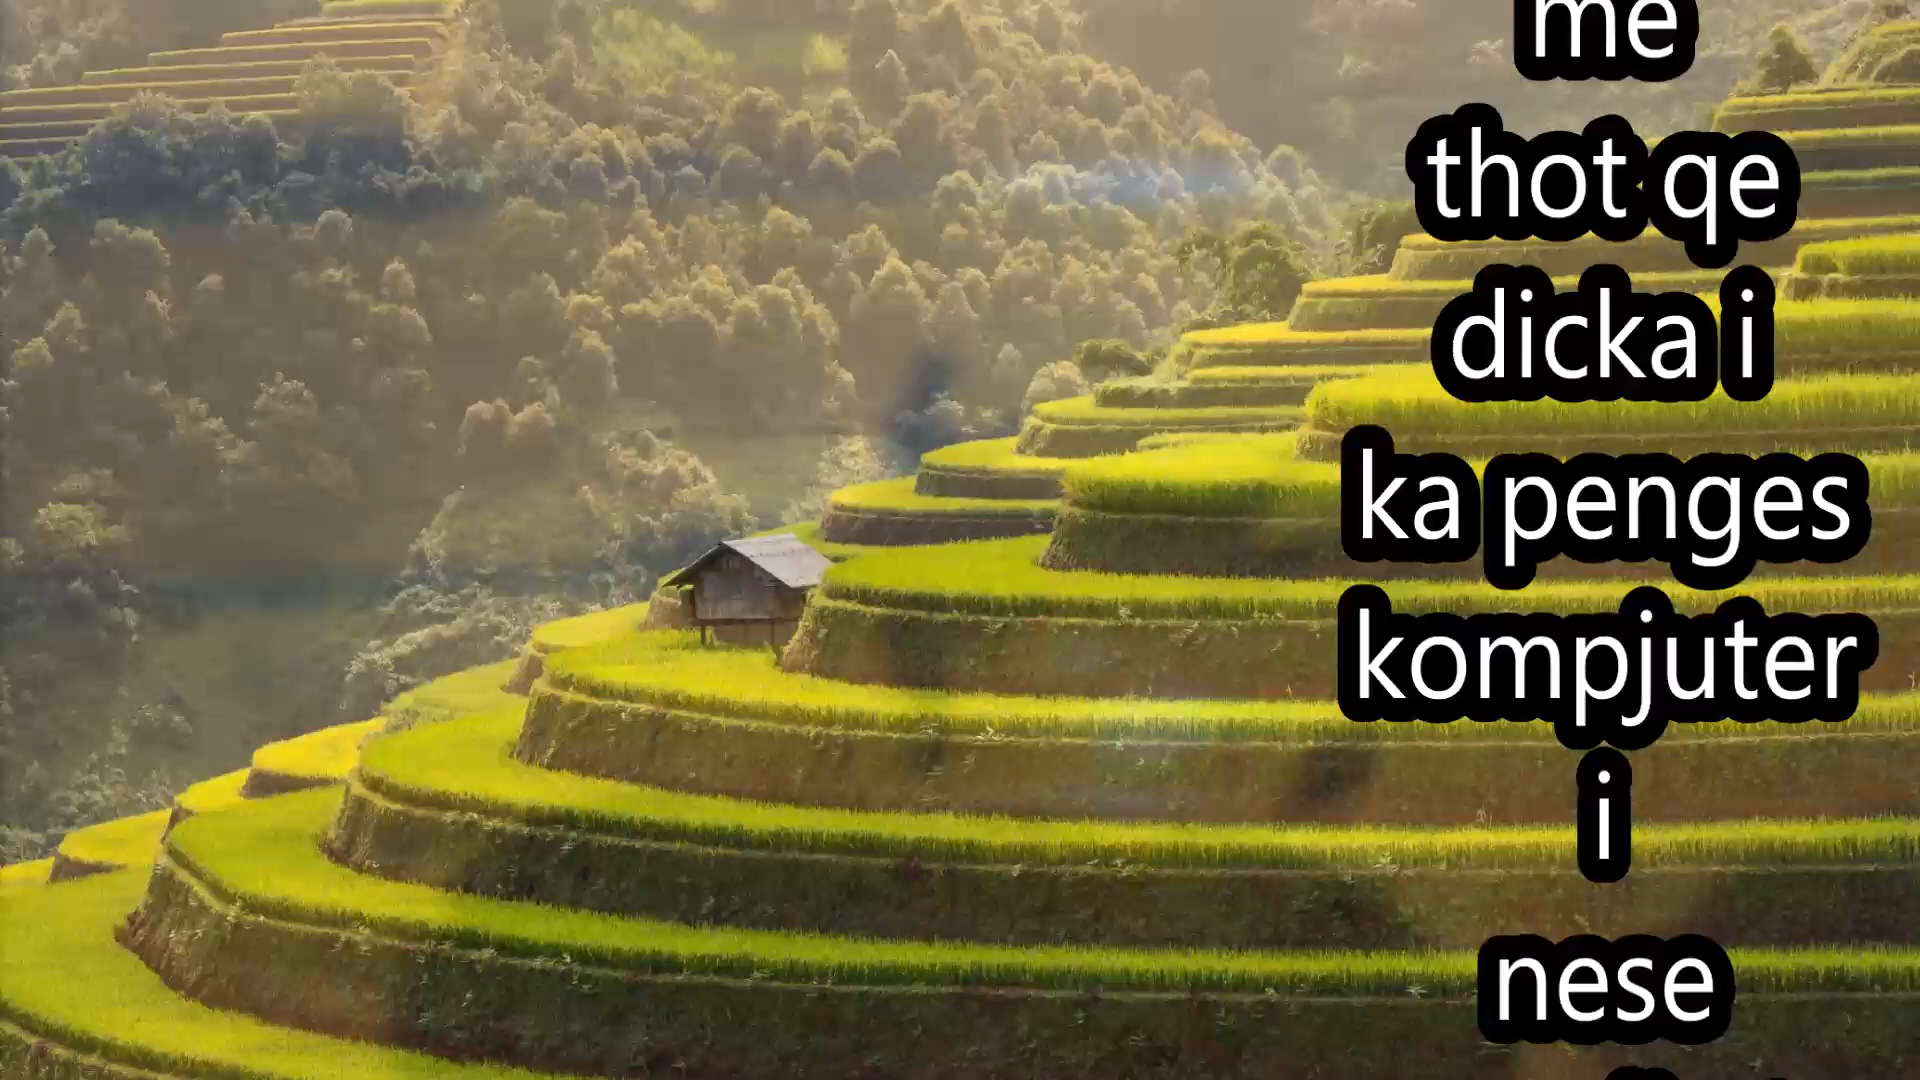 me
thot qe
dicka i
ka penges
kompjuter
i
nese